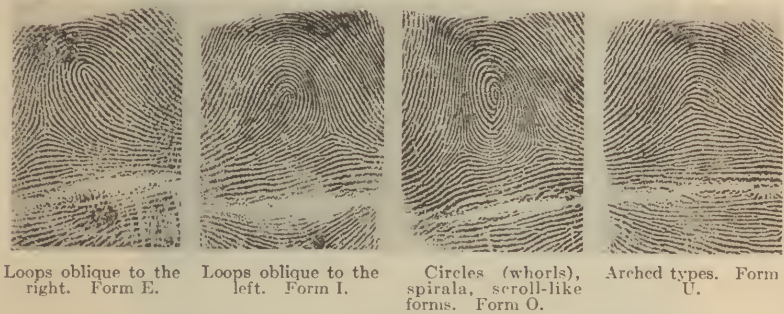 Loops oblique to the
right. Form E.
Loops oblique to the
left. Form I.
Circles (whorls),
spirala, scroll-like
forms. Form O.
Arched types. Form
U.